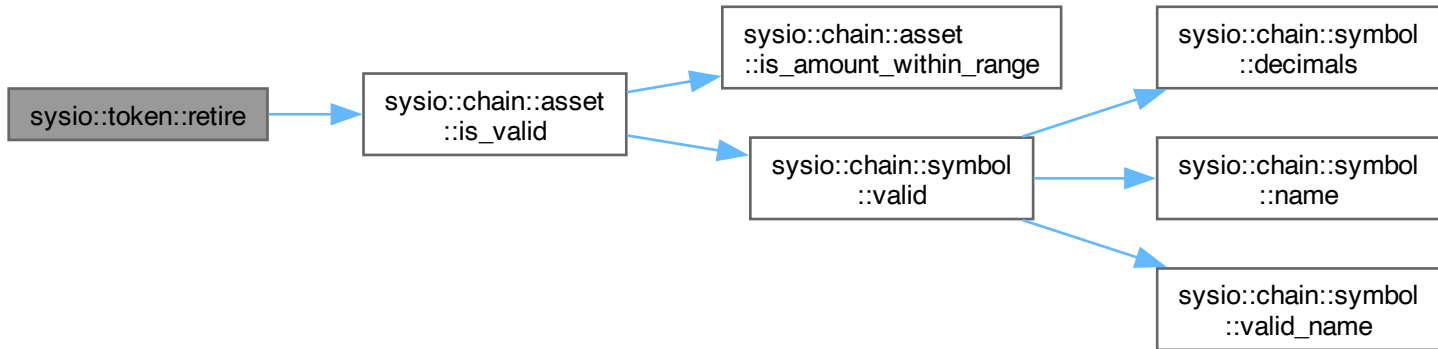 sysio::token::retire
sysio::chain::asset
::is_valid
sysio::chain::asset
::is_amount_within_range
sysio::chain::symbol
::valid
sysio::chain::symbol
::decimals
sysio::chain::symbol
::name
sysio::chain::symbol
::valid_name